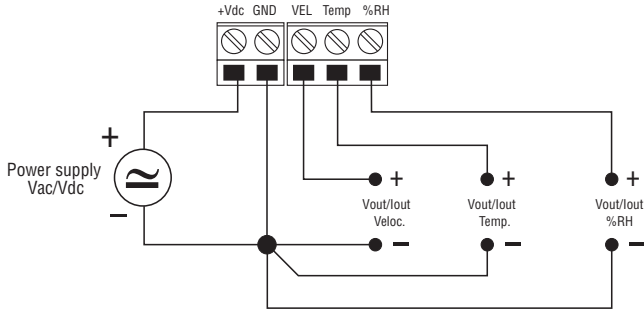 +Vdc GND VEL Temp %RH
+
Power supply
Vac/Vdc
−
+ + +
Vout/Iout Vout/Iout Vout/Iout
Veloc. Temp. %RH
− − −